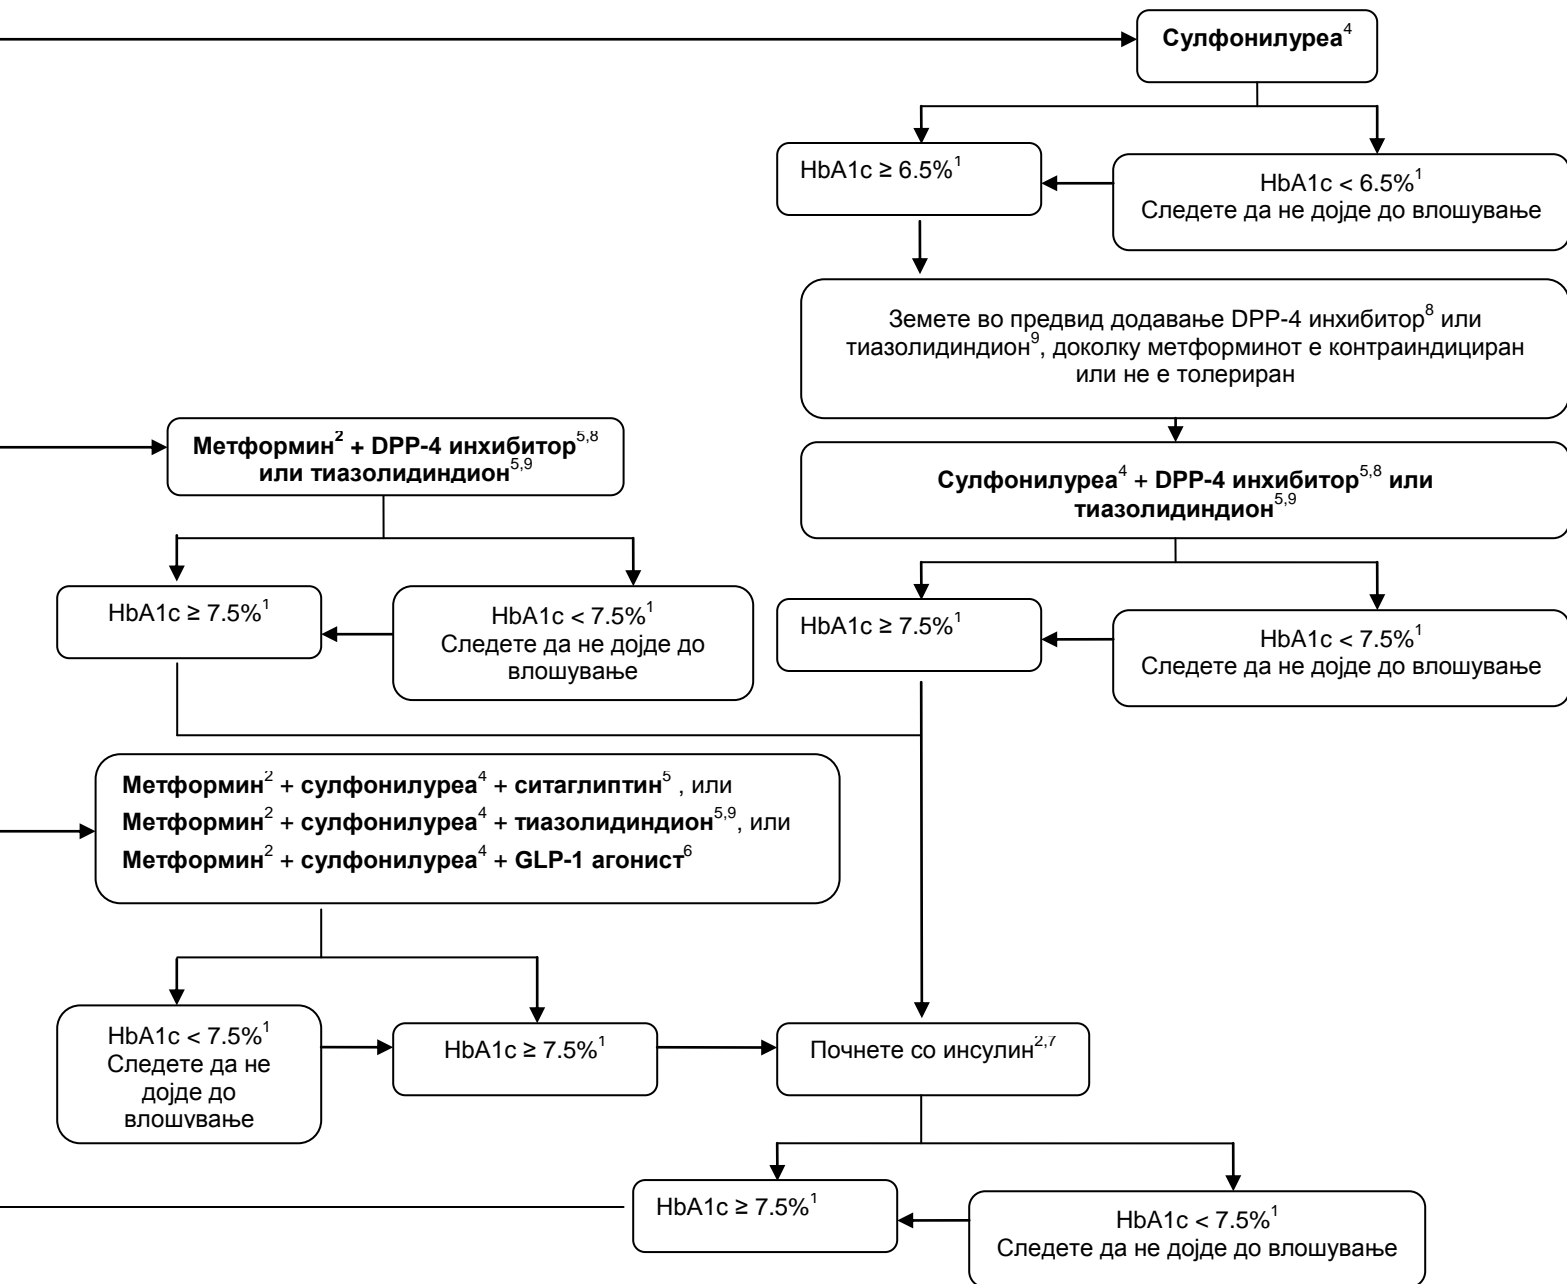 Сулфонилуреа⁴
HbA1c ≥ 6.5%¹
HbA1c < 6.5%¹
Следете да не дојде до влошување
Земете во предвид додавање DPP-4 инхибитор⁸ или
тиазолидиндион⁹, доколку метформинот е контраиндициран
или не е толериран
Метформин² + DPP-4 инхибитор⁵,⁸
или тиазолидиндион⁵,⁹
Сулфонилуреа⁴ + DPP-4 инхибитор⁵,⁸ или
тиазолидиндион⁵,⁹
HbA1c ≥ 7.5%¹
HbA1c < 7.5%¹
Следете да не дојде до
влошување
HbA1c ≥ 7.5%¹
HbA1c < 7.5%¹
Следете да не дојде до влошување
Метформин² + сулфонилуреа⁴ + ситаглиптин⁵ , или
Метформин² + сулфонилуреа⁴ + тиазолидиндион⁵,⁹, или
Метформин² + сулфонилуреа⁴ + GLP-1 агонист⁶
HbA1c < 7.5%¹
Следете да не
дојде до
влошување
HbA1c ≥ 7.5%¹
Почнете со инсулин²,⁷
HbA1c ≥ 7.5%¹
HbA1c < 7.5%¹
Следете да не дојде до влошување